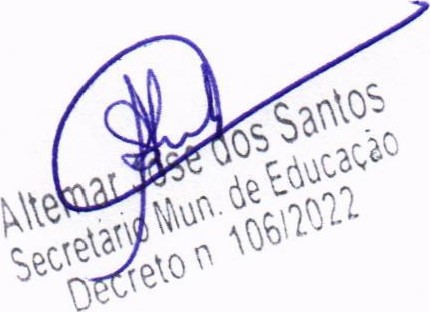 Altemar José dos Santos
Secretário Mun. de Educação
Decreto n 106/2022